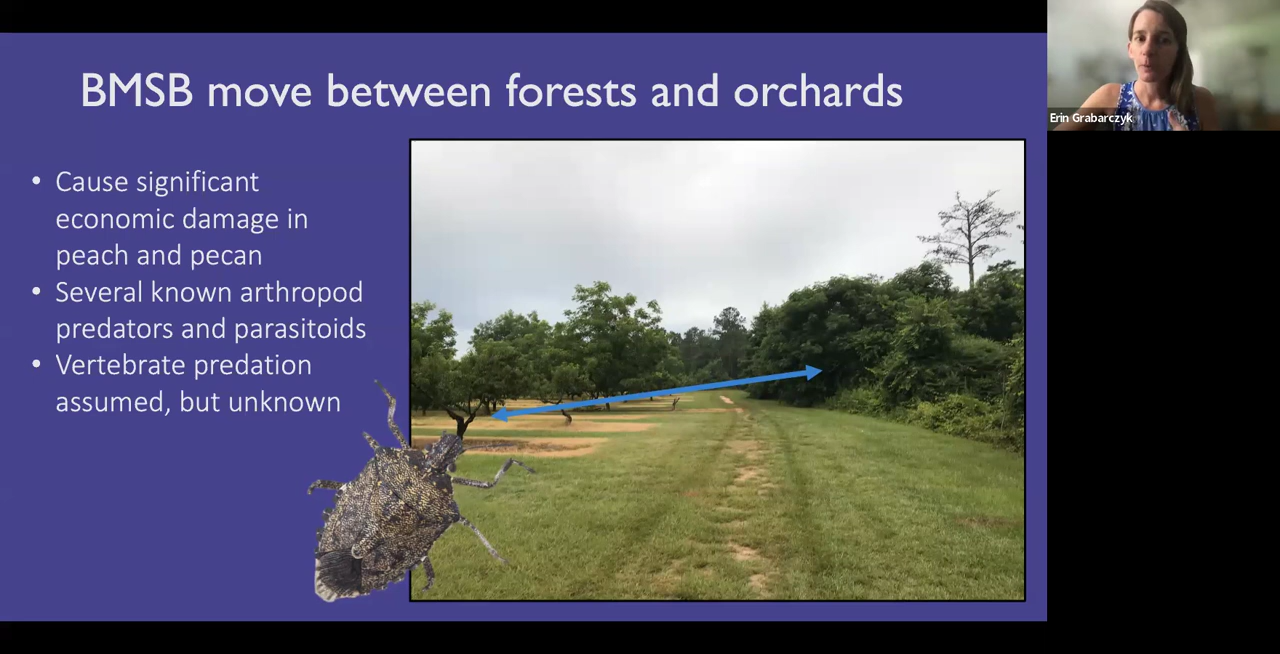 BMSB move between forests and orchards
Erin Grabarczyk
• Cause significant
economic damage in
peach and pecan
• Several known arthropod
predators and parasitoids
• Vertebrate predation
assumed, but unknown